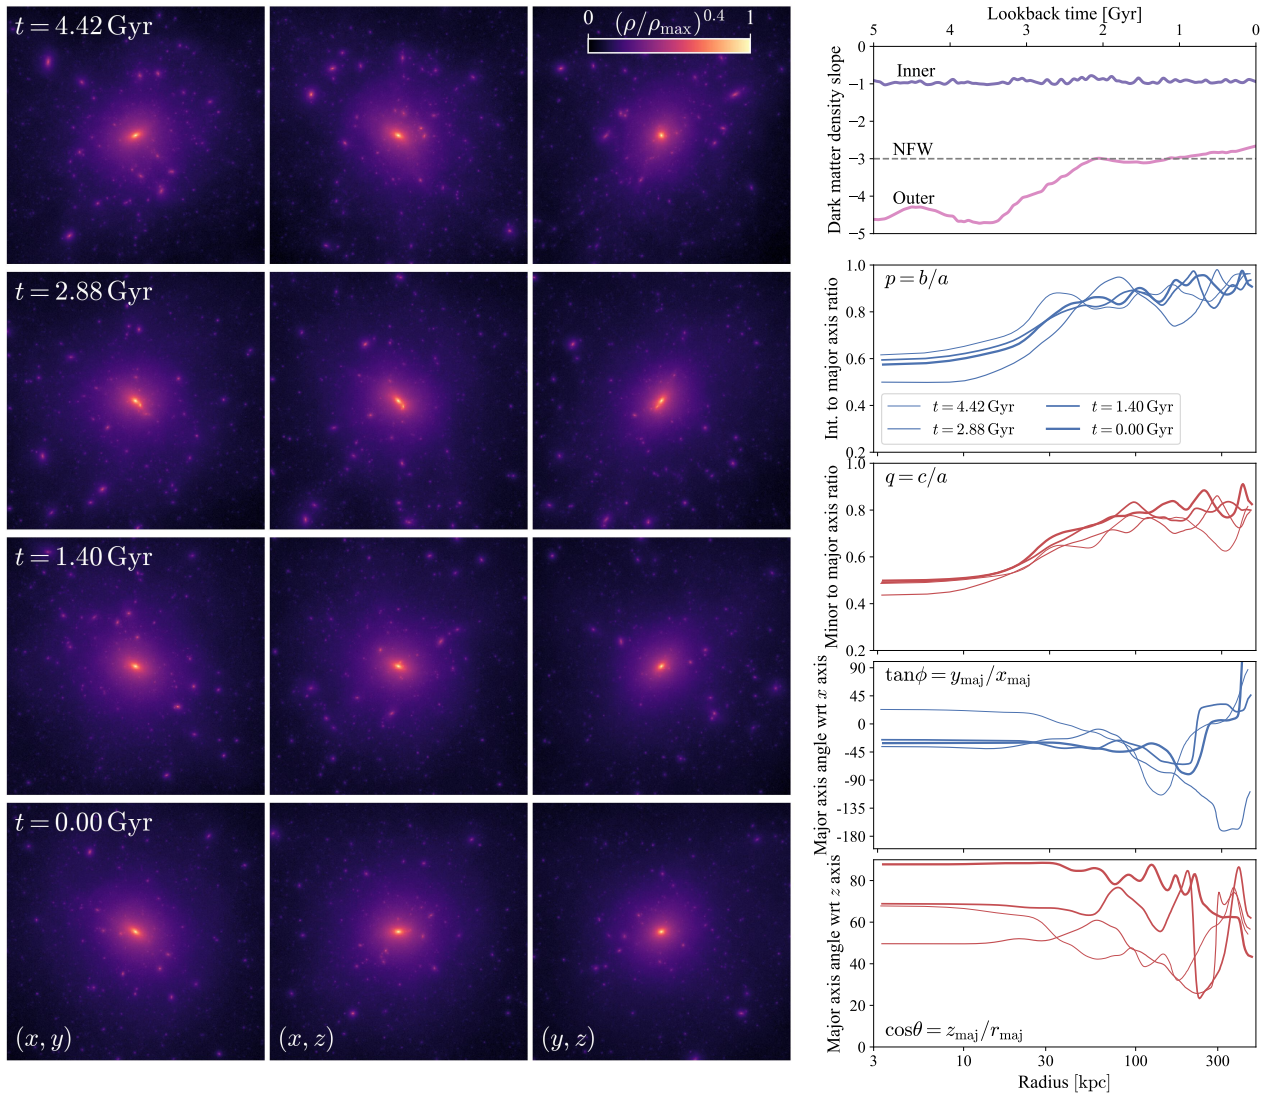 t = 4.42 Gyr
0 (ρ/ρmax)^0.4 1
t = 2.88 Gyr
t = 1.40 Gyr
t = 0.00 Gyr
(x, y)
(x, z)
(y, z)
Lookback time [Gyr]
5 4 3 2 1 0
Dark matter density slope
0
−1
−2
−3
−4
−5
Inner
NFW
Outer
Int. to major axis ratio
1.0
0.8
0.6
0.4
0.2
p = b/a
t = 4.42 Gyr t = 1.40 Gyr
t = 2.88 Gyr t = 0.00 Gyr
Minor to major axis ratio
1.0
0.8
0.6
0.4
0.2
q = c/a
Major axis angle wrt x axis
90
45
0
-45
-90
-135
-180
tanϕ = ymaj/xmaj
Major axis angle wrt z axis
80
60
40
20
0
cosθ = zmaj/rmaj
3 10 30 100 300
Radius [kpc]